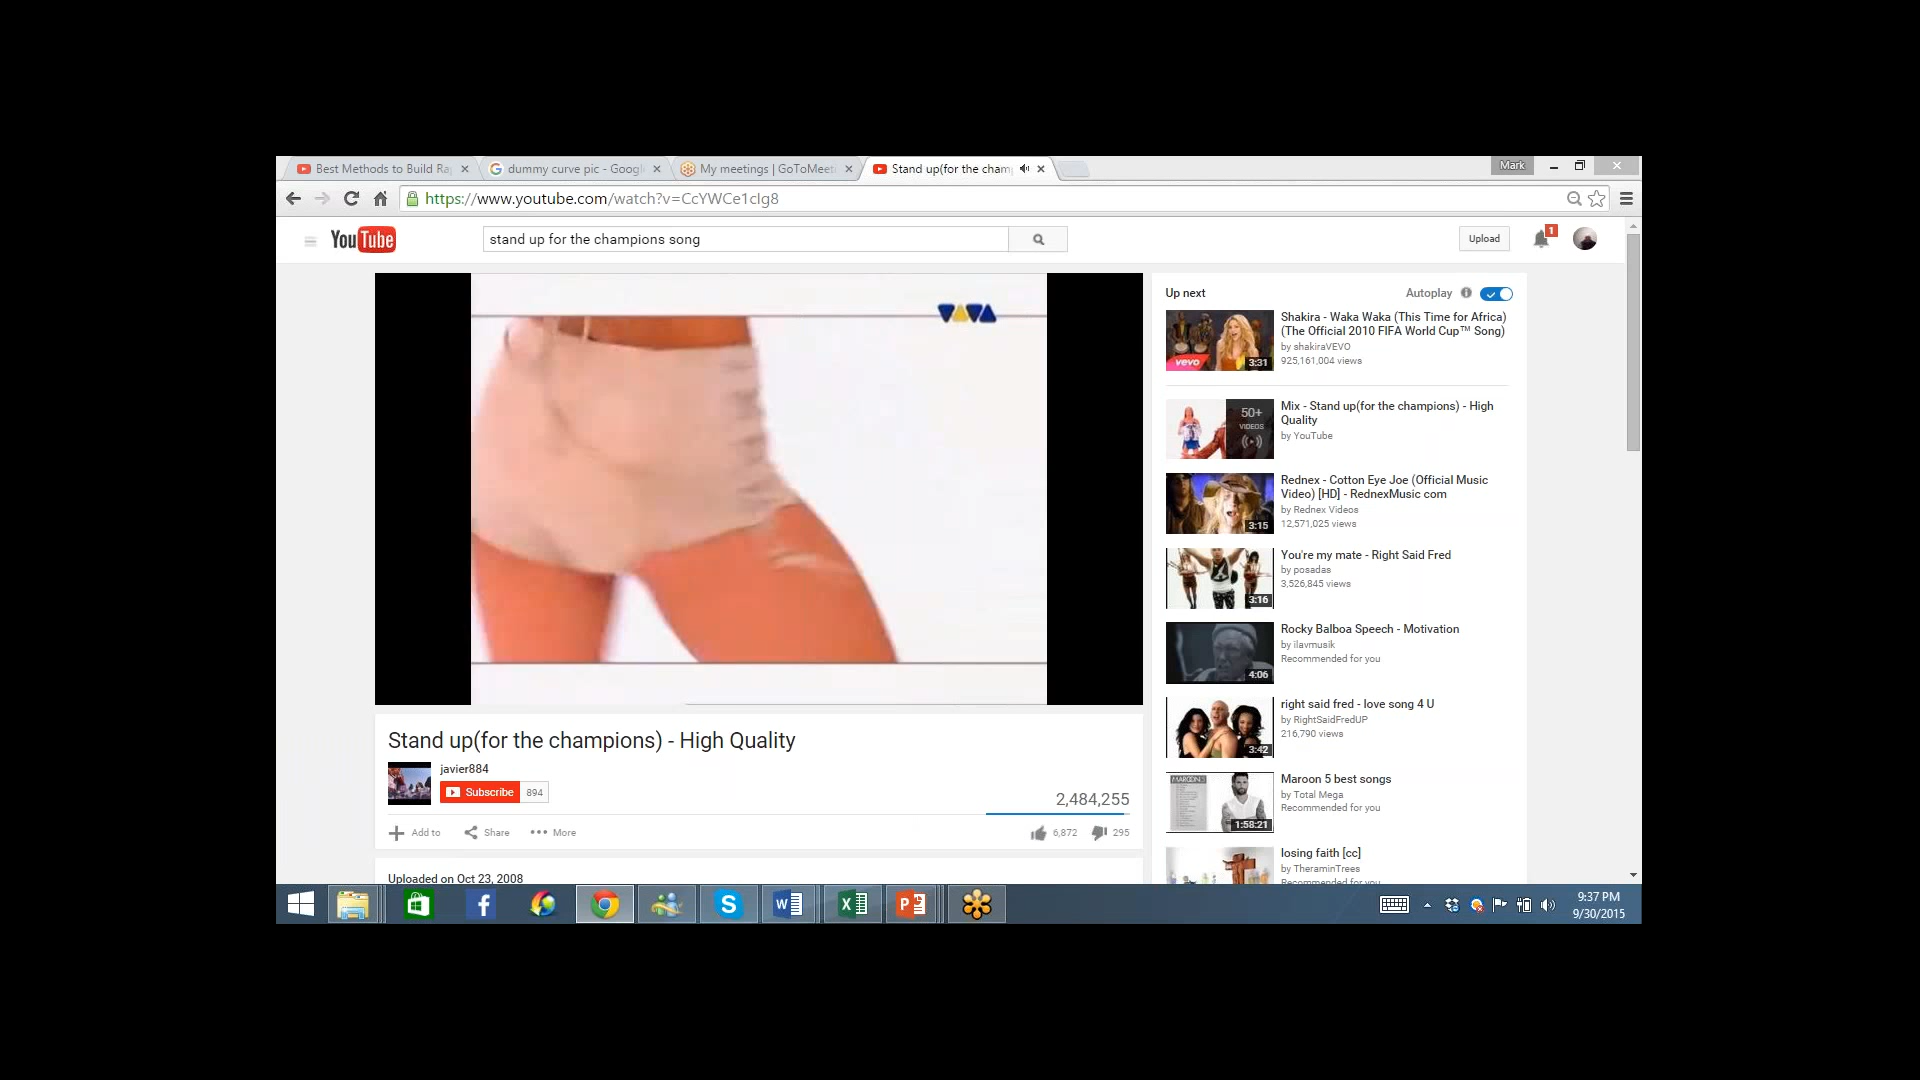 Best Methods to Build Ra
dummy curve pic - Googl
My meetings | GoToMeeti
Stand up(for the cham
Mark
https://www.youtube.com/watch?v=CcYWCe1cIg8
YouTube
stand up for the champions song
Upload
1
VIVA
Up next
Autoplay
Shakira - Waka Waka (This Time for Africa)
(The Official 2010 FIFA World Cup™ Song)
by shakiraVEVO
925,161,004 views
vevo
3:31
Mix - Stand up(for the champions) - High
Quality
by YouTube
50+
VIDEOS
Rednex - Cotton Eye Joe (Official Music
Video) [HD] - RednexMusic com
by Rednex Videos
12,571,025 views
3:15
You're my mate - Right Said Fred
by posadas
3,526,845 views
3:16
Rocky Balboa Speech - Motivation
by ilavmusik
Recommended for you
4:06
right said fred - love song 4 U
by RightSaidFredUP
216,790 views
3:42
Maroon 5 best songs
by Total Mega
Recommended for you
MAROON5
1:58:21
losing faith [cc]
by TheraminTrees
Recommended for you
Stand up(for the champions) - High Quality
javier884
Subscribe 894
2,484,255
Add to Share More
6,872 295
Uploaded on Oct 23, 2008
9:37 PM
9/30/2015